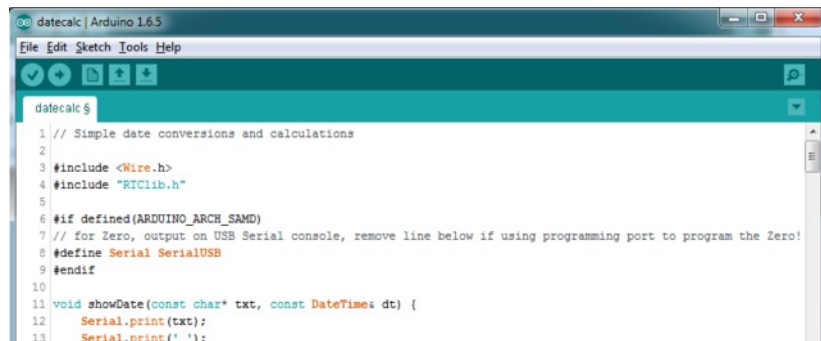 datecalc | Arduino 1.6.5
File Edit Sketch Tools Help
datecalc §
1 // Simple date conversions and calculations
2
3 #include <Wire.h>
4 #include "RTClib.h"
5
6 #if defined(ARDUINO_ARCH_SAMD)
7 // for Zero, output on USB Serial console, remove line below if using programming port to program the Zero!
8 #define Serial SerialUSB
9 #endif
10
11 void showDate(const char* txt, const DateTime& dt) {
12 Serial.print(txt);
13 Serial.print(' ');